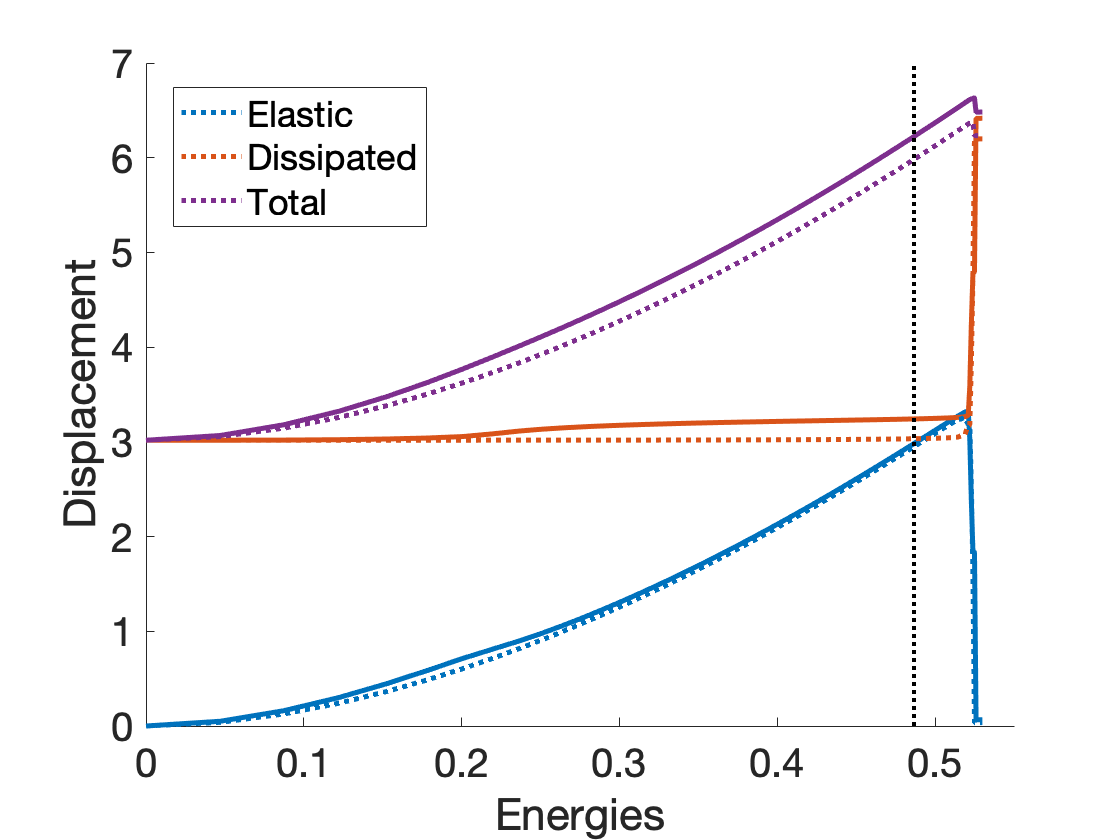 7
6
5
4
3
2
1
0
Displacement
Elastic
Dissipated
Total
0 0.1 0.2 0.3 0.4 0.5
Energies